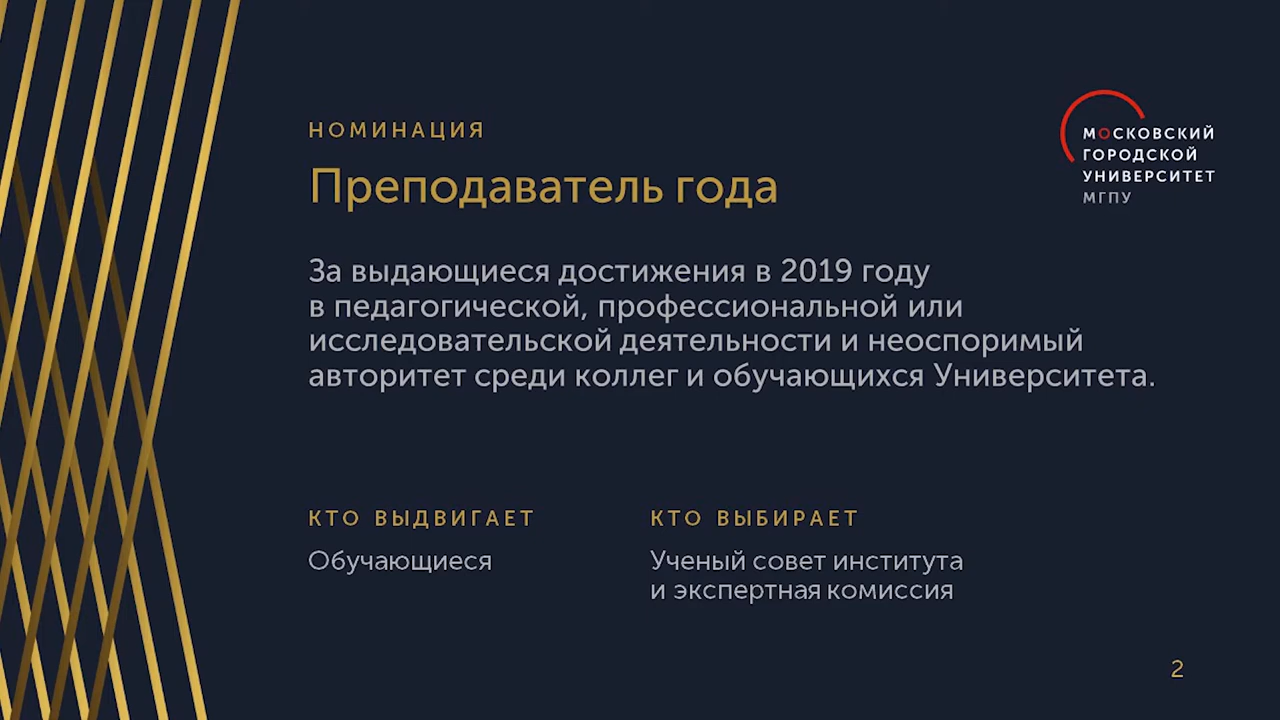 НОМИНАЦИЯ
Преподаватель года
МОСКОВСКИЙ
ГОРОДСКОЙ
УНИВЕРСИТЕТ
МГПУ
За выдающиеся достижения в 2019 году
в педагогической, профессиональной или
исследовательской деятельности и неоспоримый
авторитет среди коллег и обучающихся Университета.
КТО ВЫДВИГАЕТ
Обучающиеся
КТО ВЫБИРАЕТ
Ученый совет института
и экспертная комиссия
2